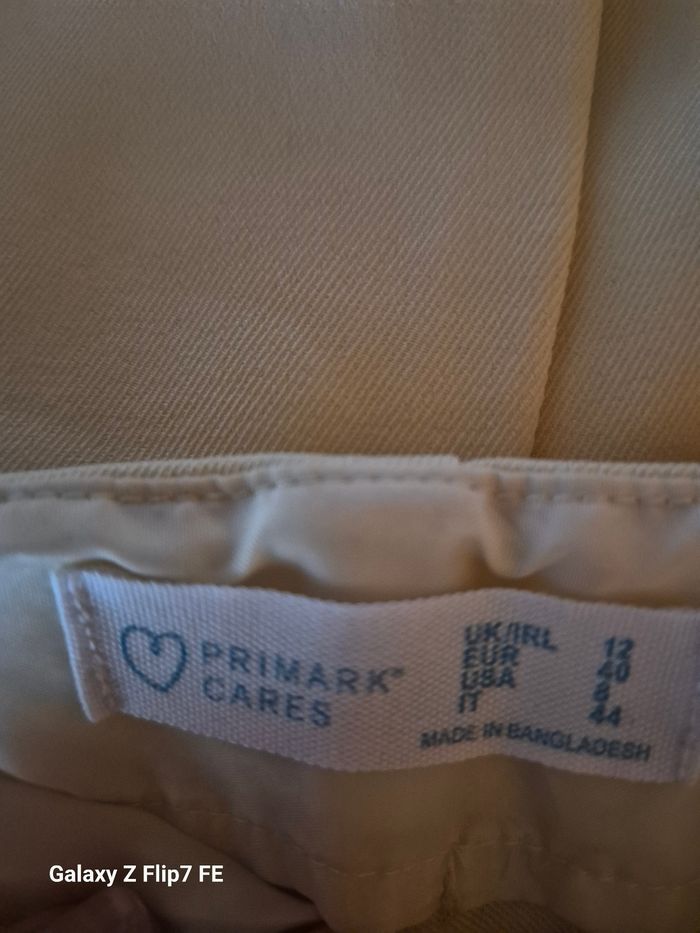 PRIMARK®
CARES
UK/IRL 12
EUR 40
USA 8
IT 44
MADE IN BANGLADESH
Galaxy Z Flip7 FE